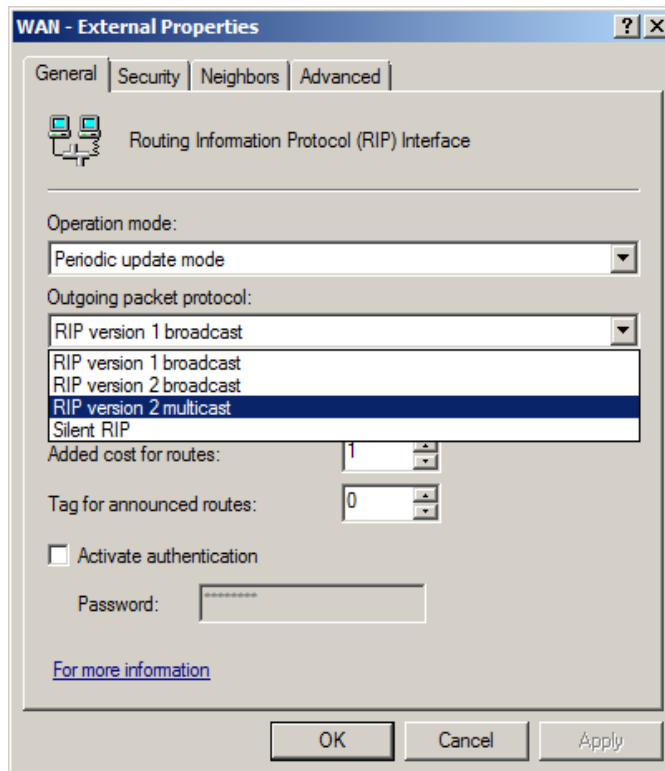 WAN - External Properties
General Security Neighbors Advanced
Routing Information Protocol (RIP) Interface
Operation mode:
Periodic update mode
Outgoing packet protocol:
RIP version 1 broadcast
RIP version 1 broadcast
RIP version 2 broadcast
RIP version 2 multicast
Silent RIP
Added cost for routes: 1
Tag for announced routes: 0
Activate authentication
Password: ********
For more information
OK Cancel Apply